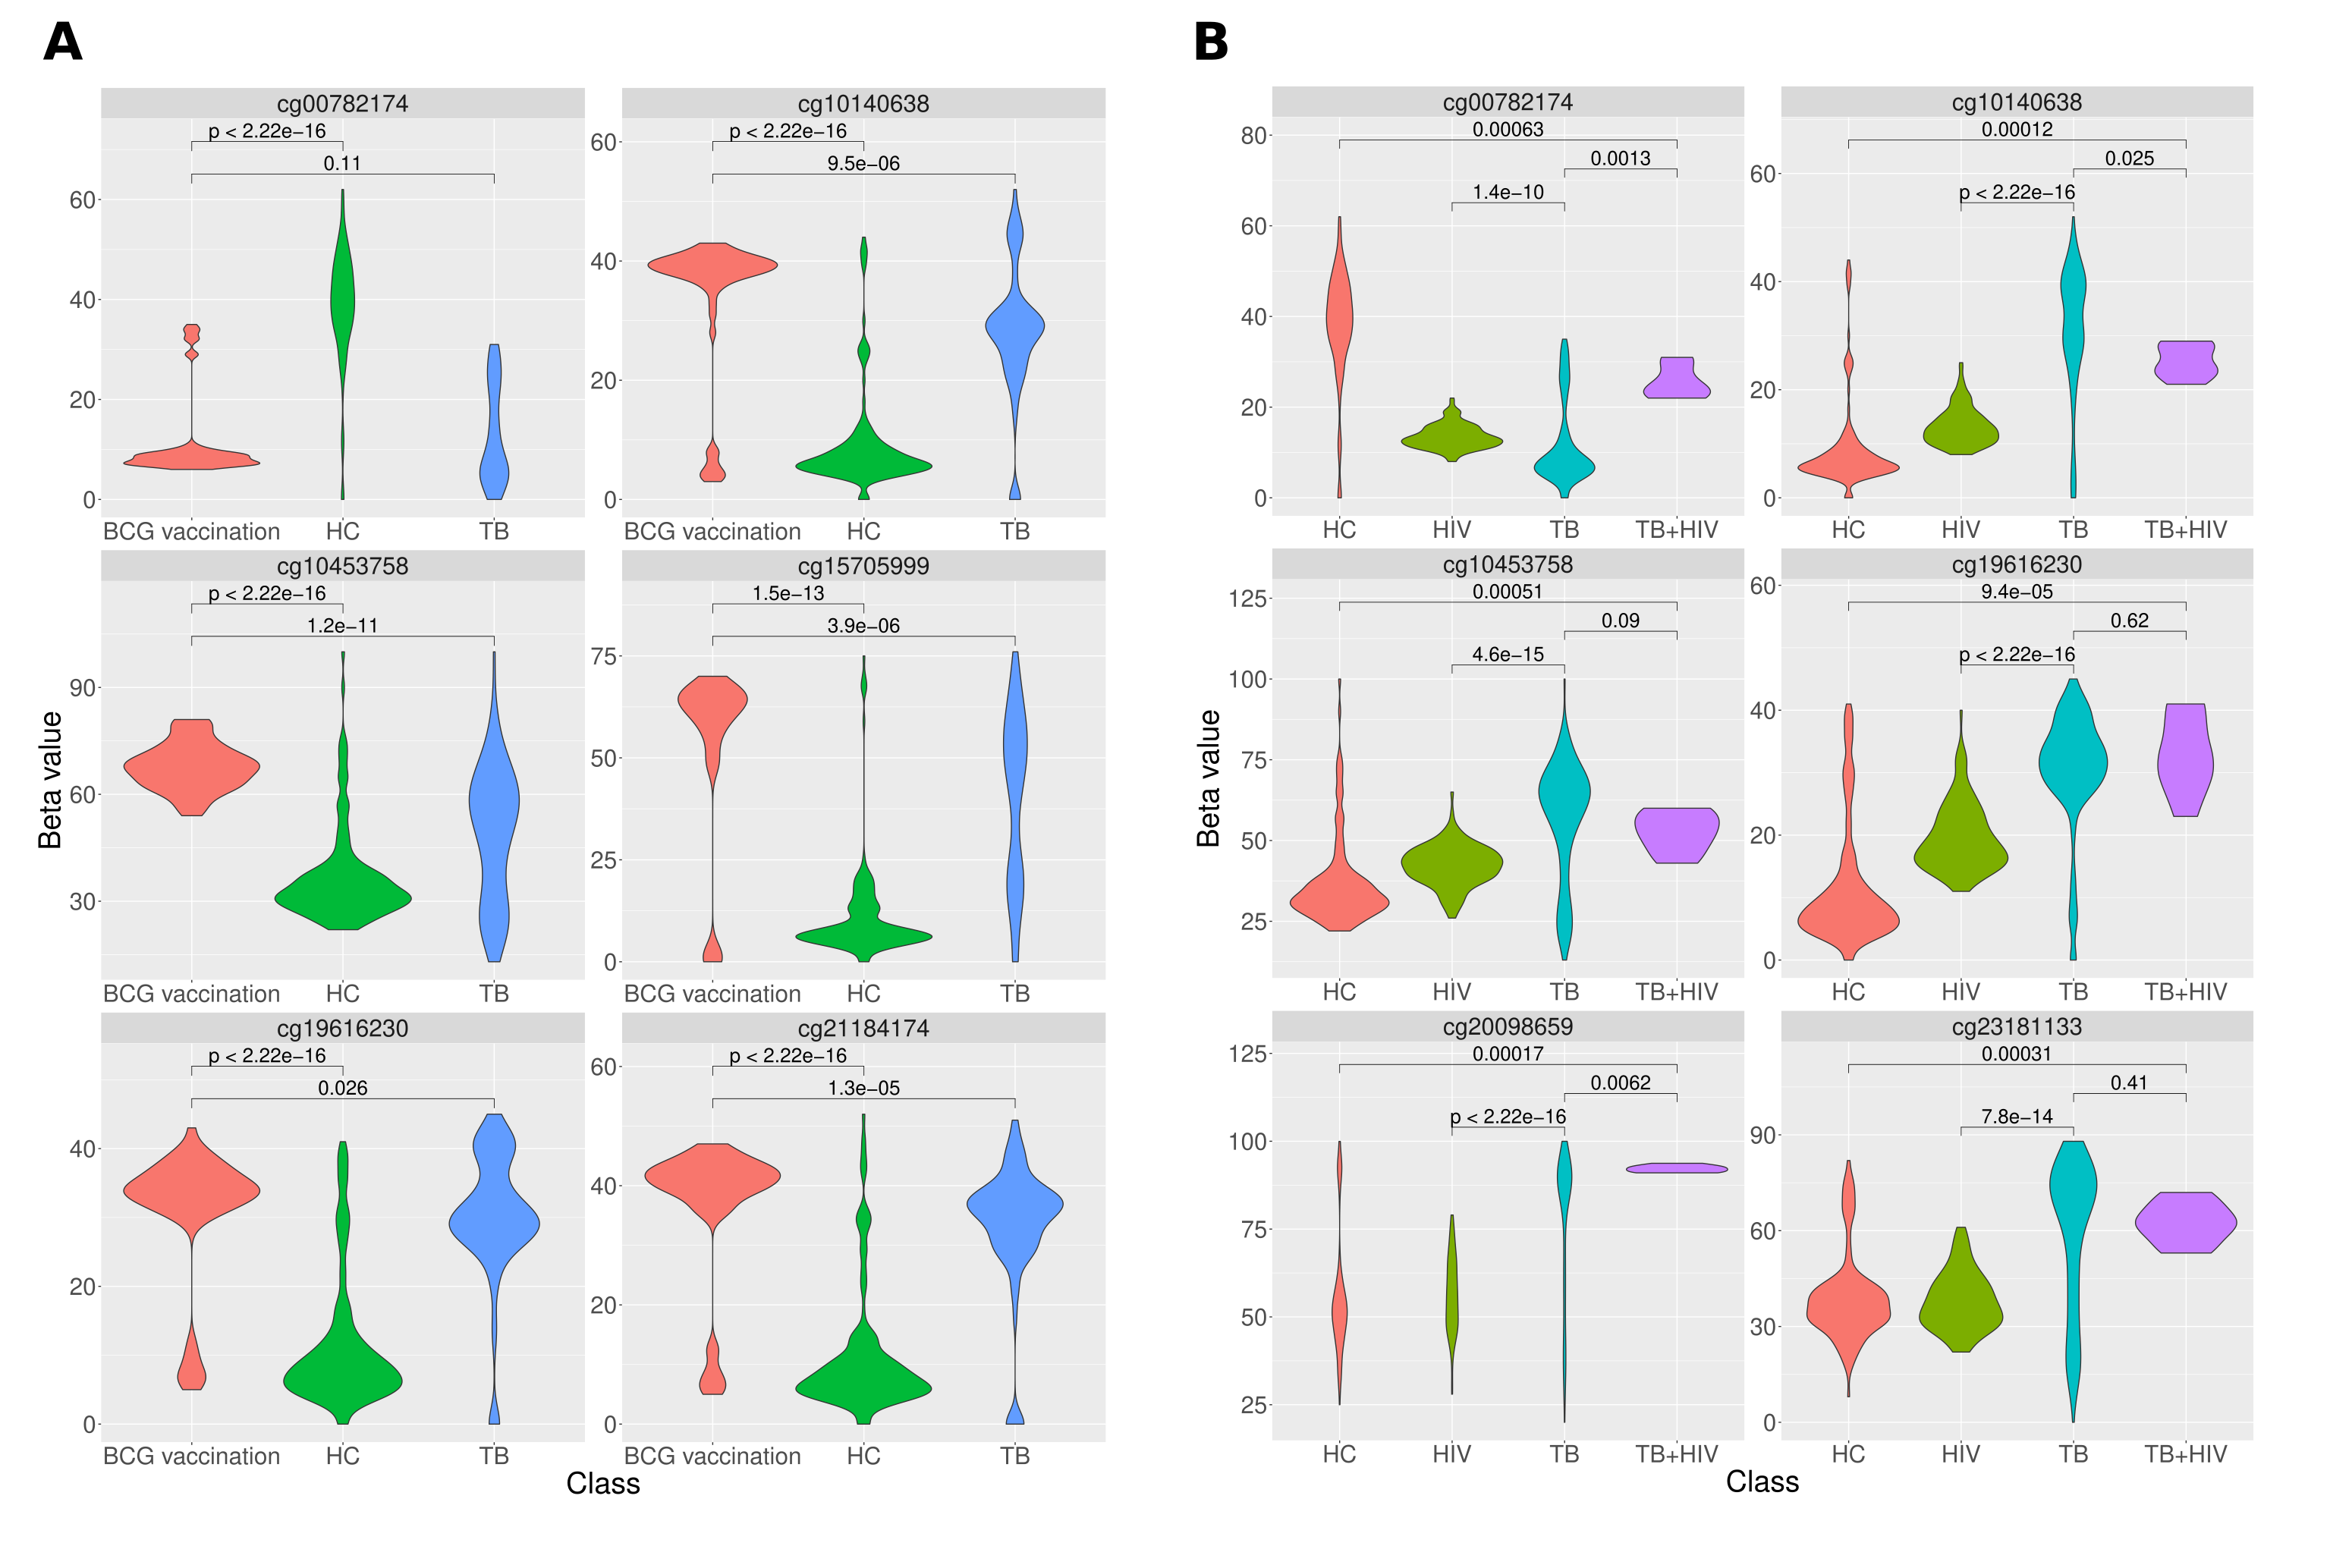 A
B
cg00782174
p < 2.22e−16
0.11
60
40
20
0
BCG vaccination HC TB
cg10140638
p < 2.22e−16
9.5e−06
60
40
20
0
BCG vaccination HC TB
cg10453758
p < 2.22e−16
1.2e−11
90
60
30
BCG vaccination HC TB
cg15705999
1.5e−13
3.9e−06
75
50
25
0
BCG vaccination HC TB
cg19616230
p < 2.22e−16
0.026
40
20
0
BCG vaccination HC TB
cg21184174
p < 2.22e−16
1.3e−05
60
40
20
0
BCG vaccination HC TB
Beta value
Class
cg00782174
0.00063
0.0013
1.4e−10
80
60
40
20
0
HC HIV TB TB+HIV
cg10140638
0.00012
0.025
p < 2.22e−16
60
40
20
0
HC HIV TB TB+HIV
cg10453758
0.00051
0.09
4.6e−15
125
100
75
50
25
HC HIV TB TB+HIV
cg19616230
9.4e−05
0.62
p < 2.22e−16
60
40
20
0
HC HIV TB TB+HIV
cg20098659
0.00017
0.0062
p < 2.22e−16
125
100
75
50
25
HC HIV TB TB+HIV
cg23181133
0.00031
0.41
7.8e−14
90
60
30
0
HC HIV TB TB+HIV
Beta value
Class